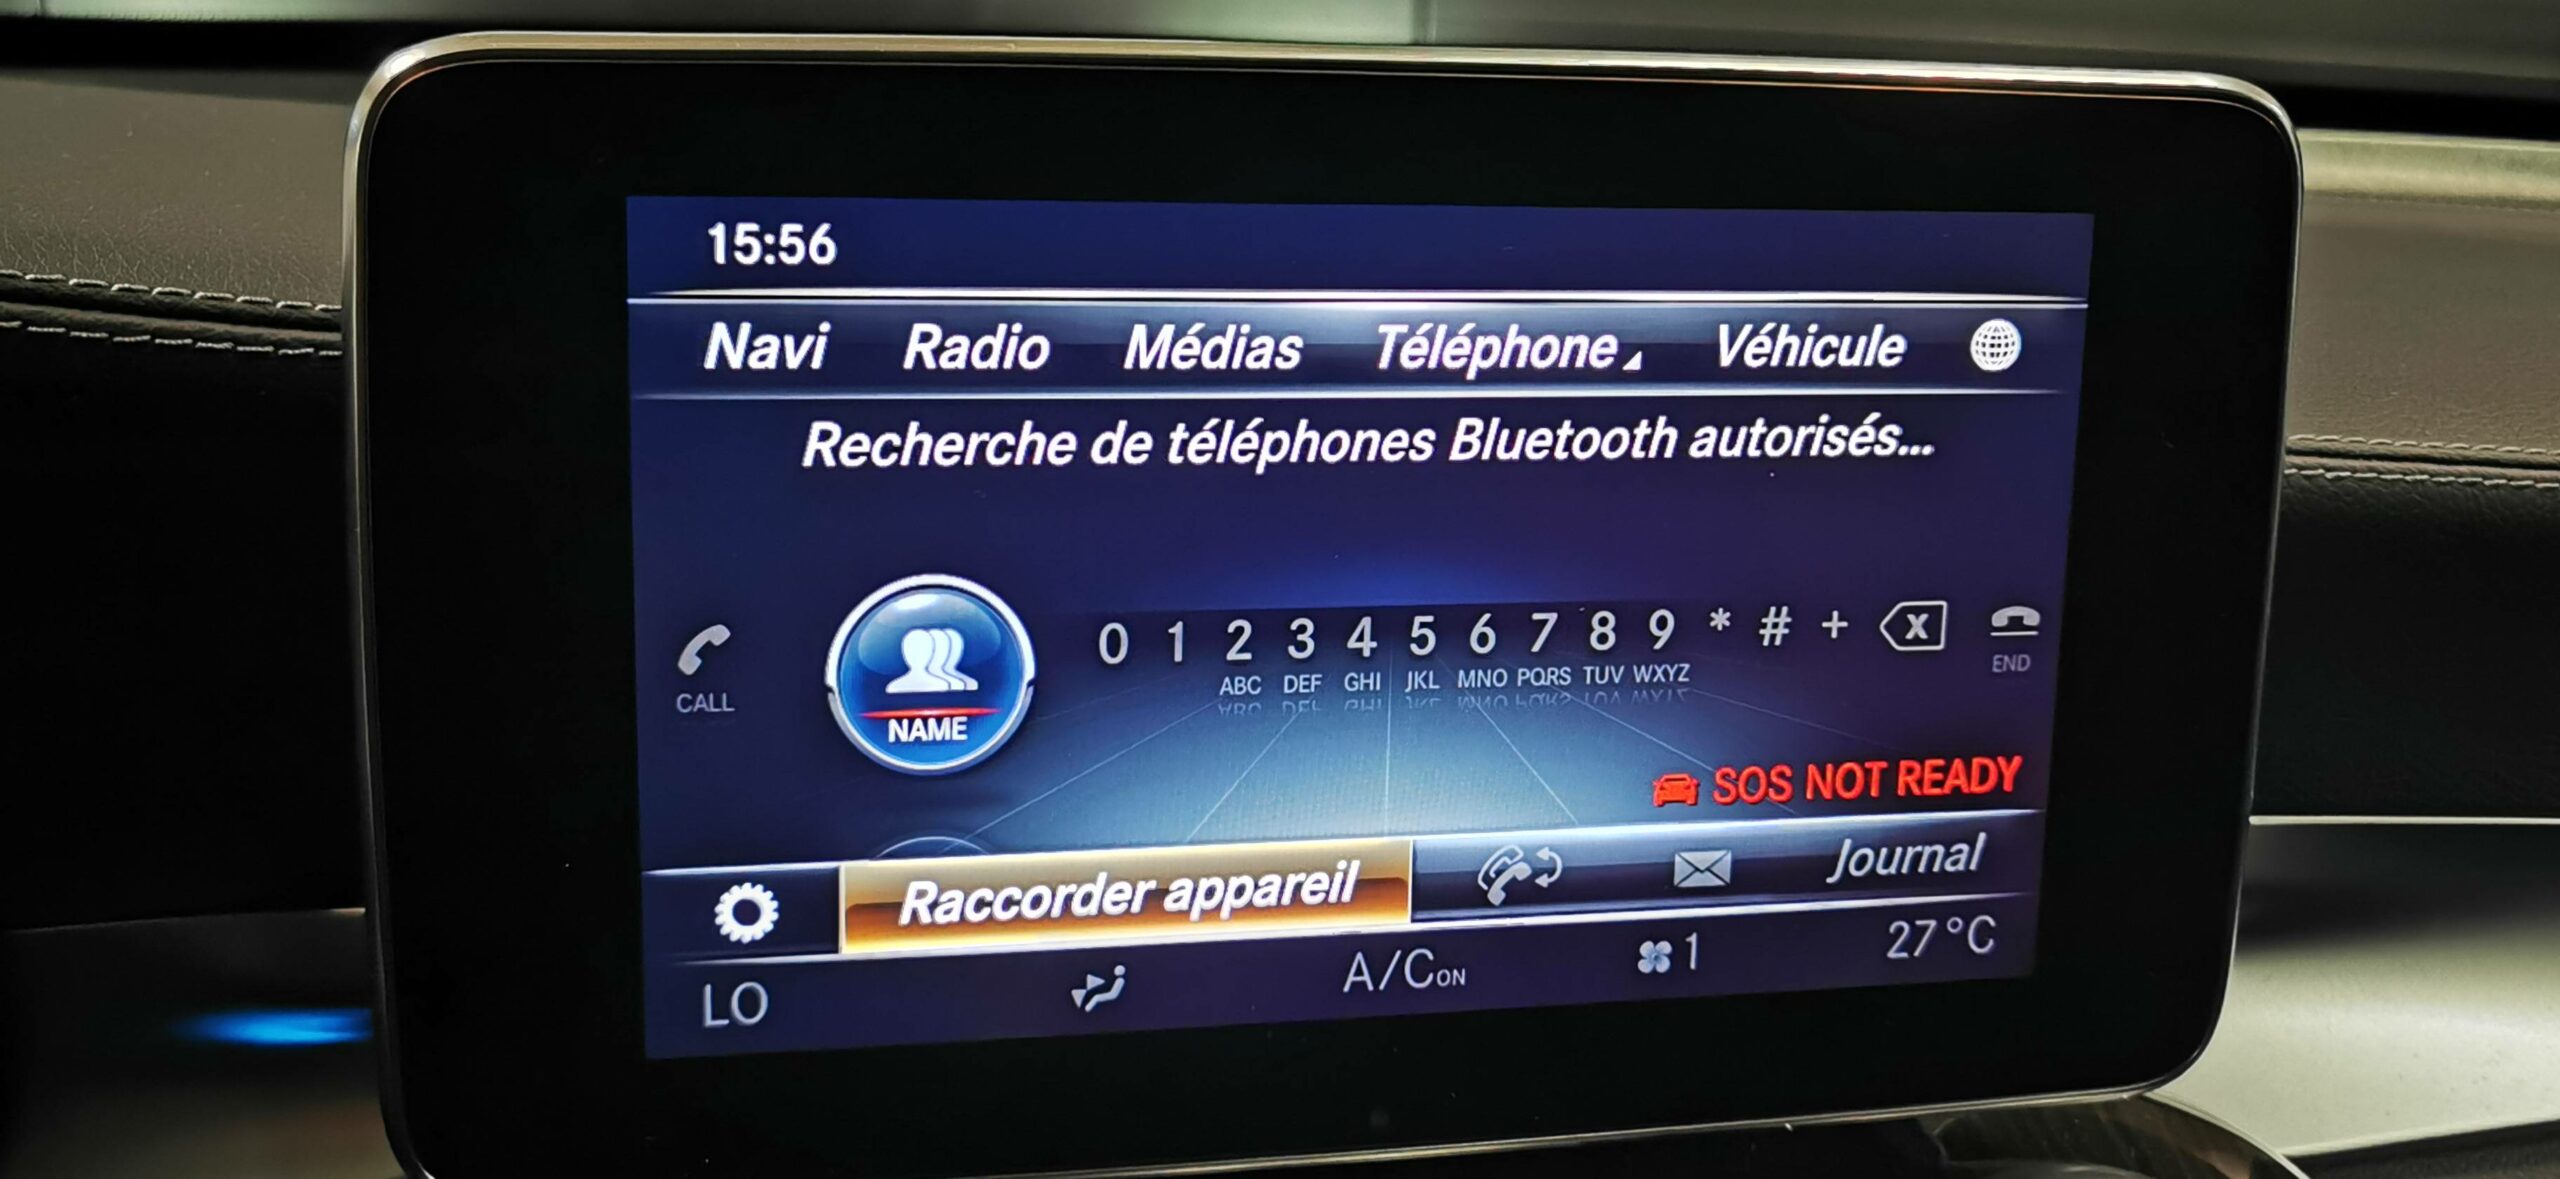 15:56
Navi Radio Médias Téléphone Véhicule
Recherche de téléphones Bluetooth autorisés...
CALL
NAME
0 1 2 3 4 5 6 7 8 9 * # + X
ABC DEF GHI JKL MNO PQRS TUV WXYZ
END
SOS NOT READY
Raccorder appareil
Journal
LO A/C ON 1 27°C